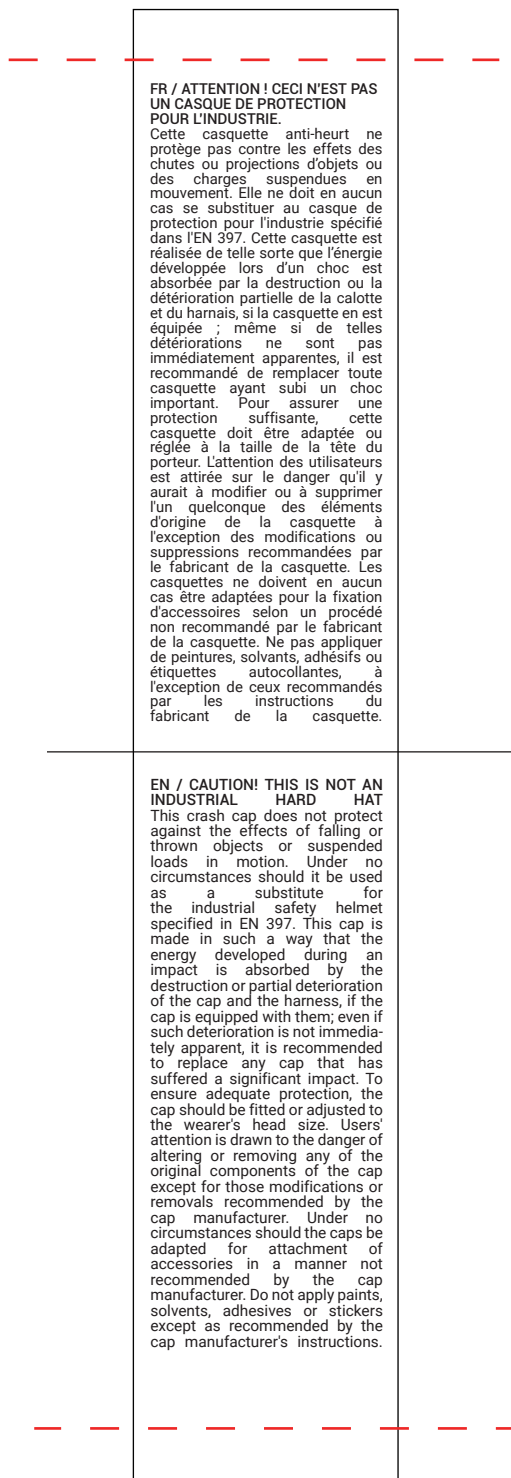 FR / ATTENTION ! CECI N'EST PAS
UN CASQUE DE PROTECTION
POUR L'INDUSTRIE.
Cette casquette anti-heurt ne
protège pas contre les effets des
chutes ou projections d'objets ou
des charges suspendues en
mouvement. Elle ne doit en aucun
cas se substituer au casque de
protection pour l'industrie spécifié
dans l'EN 397. Cette casquette est
réalisée de telle sorte que l'énergie
développée lors d'un choc est
absorbée par la destruction ou la
détérioration partielle de la calotte
et du harnais, si la casquette en est
équipée ; même si de telles
détériorations ne sont pas
immédiatement apparentes, il est
recommandé de remplacer toute
casquette ayant subi un choc
important. Pour assurer une
protection suffisante, cette
casquette doit être adaptée ou
réglée à la taille de la tête du
porteur. L'attention des utilisateurs
est attirée sur le danger qu'il y
aurait à modifier ou à supprimer
l'un quelconque des éléments
d'origine de la casquette à
l'exception des modifications ou
suppressions recommandées par
le fabricant de la casquette. Les
casquettes ne doivent en aucun
cas être adaptées pour la fixation
d'accessoires selon un procédé
non recommandé par le fabricant
de la casquette. Ne pas appliquer
de peintures, solvants, adhésifs ou
étiquettes autocollantes, à
l'exception de ceux recommandés
par les instructions du
fabricant de la casquette.
EN / CAUTION! THIS IS NOT AN
INDUSTRIAL HARD HAT
This crash cap does not protect
against the effects of falling or
thrown objects or suspended
loads in motion. Under no
circumstances should it be used
as a substitute for
the industrial safety helmet
specified in EN 397. This cap is
made in such a way that the
energy developed during an
impact is absorbed by the
destruction or partial deterioration
of the cap and the harness, if the
cap is equipped with them; even if
such deterioration is not immedia-
tely apparent, it is recommended
to replace any cap that has
suffered a significant impact. To
ensure adequate protection, the
cap should be fitted or adjusted to
the wearer's head size. Users'
attention is drawn to the danger of
altering or removing any of the
original components of the cap
except for those modifications or
removals recommended by the
cap manufacturer. Under no
circumstances should the caps be
adapted for attachment of
accessories in a manner not
recommended by the cap
manufacturer. Do not apply paints,
solvents, adhesives or stickers
except as recommended by the
cap manufacturer's instructions.